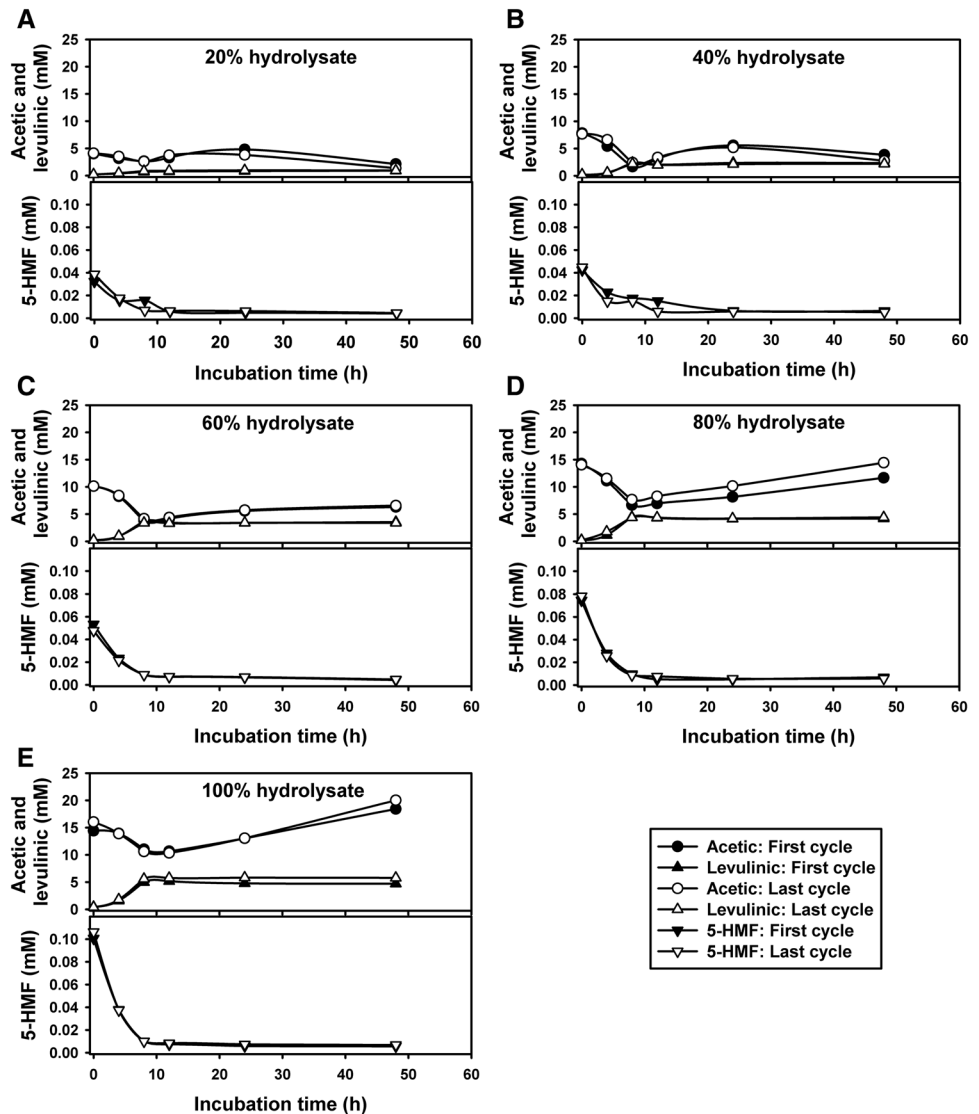 A
20% hydrolysate
Acetic and
levulinic (mM)
25
20
15
10
5
0
5-HMF (mM)
0.10
0.08
0.06
0.04
0.02
0.00
0 10 20 30 40 50 60
Incubation time (h)
B
40% hydrolysate
Acetic and
levulinic (mM)
25
20
15
10
5
0
5-HMF (mM)
0.10
0.08
0.06
0.04
0.02
0.00
0 10 20 30 40 50 60
Incubation time (h)
C
60% hydrolysate
Acetic and
levulinic (mM)
25
20
15
10
5
0
5-HMF (mM)
0.10
0.08
0.06
0.04
0.02
0.00
0 10 20 30 40 50 60
Incubation time (h)
D
80% hydrolysate
Acetic and
levulinic (mM)
25
20
15
10
5
0
5-HMF (mM)
0.10
0.08
0.06
0.04
0.02
0.00
0 10 20 30 40 50 60
Incubation time (h)
E
100% hydrolysate
Acetic and
levulinic (mM)
25
20
15
10
5
0
5-HMF (mM)
0.10
0.08
0.06
0.04
0.02
0.00
0 10 20 30 40 50 60
Incubation time (h)
Acetic: First cycle
Levulinic: First cycle
Acetic: Last cycle
Levulinic: Last cycle
5-HMF: First cycle
5-HMF: Last cycle